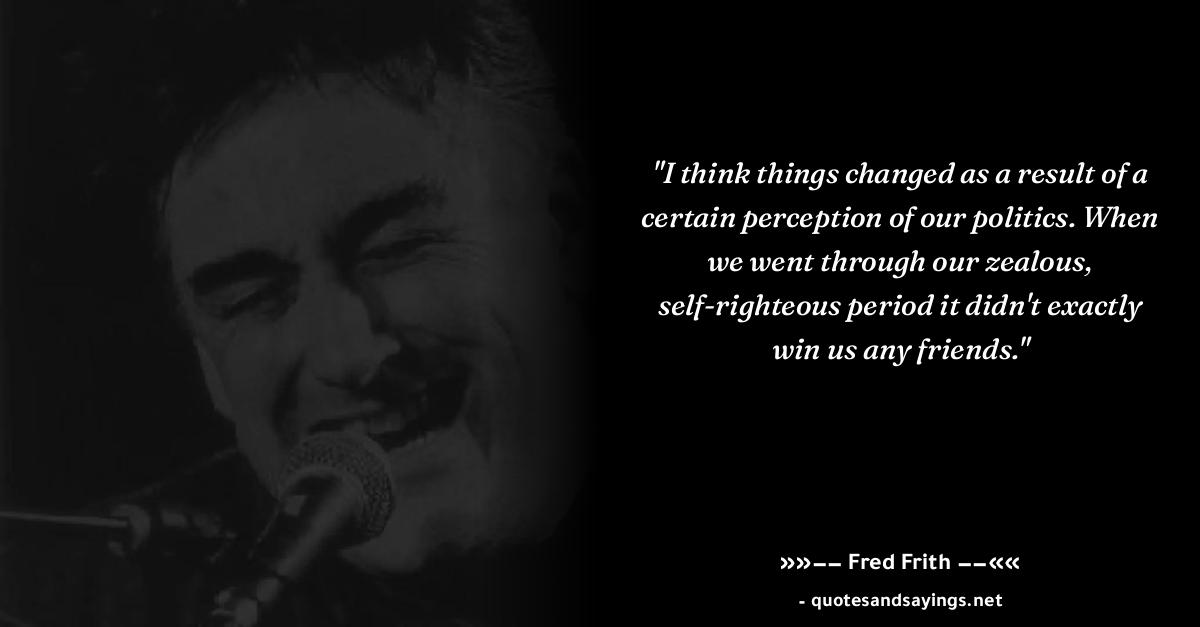 "I think things changed as a result of a
certain perception of our politics. When
we went through our zealous,
self-righteous period it didn't exactly
win us any friends."
»»−− Fred Frith −−««
- quotesandsayings.net